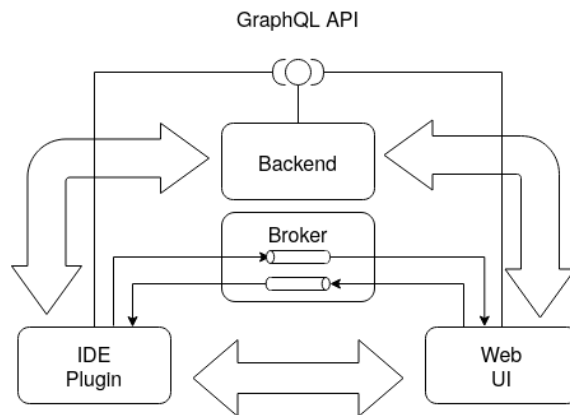 GraphQL API
Backend
Broker
IDE
Plugin
Web
UI